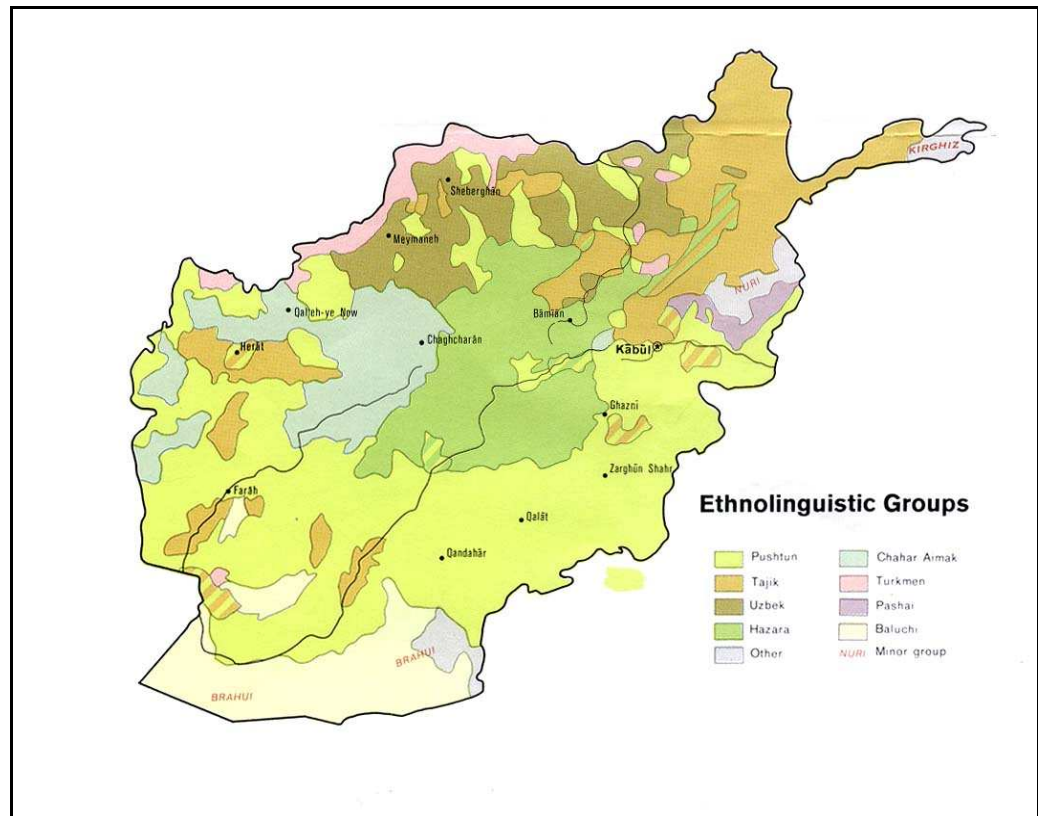 KIRGHIZ
Sheberghān
Meymaneh
NURI
Qal'eh-ye Now
Bāmīān
Chaghcharān
Herāt
Kābul
Ghaznī
Zarghūn Shahr
Farāh
Qalāt
Qandahār
BRAHUI
BRAHUI
Ethnolinguistic Groups
Pushtun
Chahar Aimak
Tajik
Turkmen
Uzbek
Pashai
Hazara
Baluchi
Other
NURI Minor group